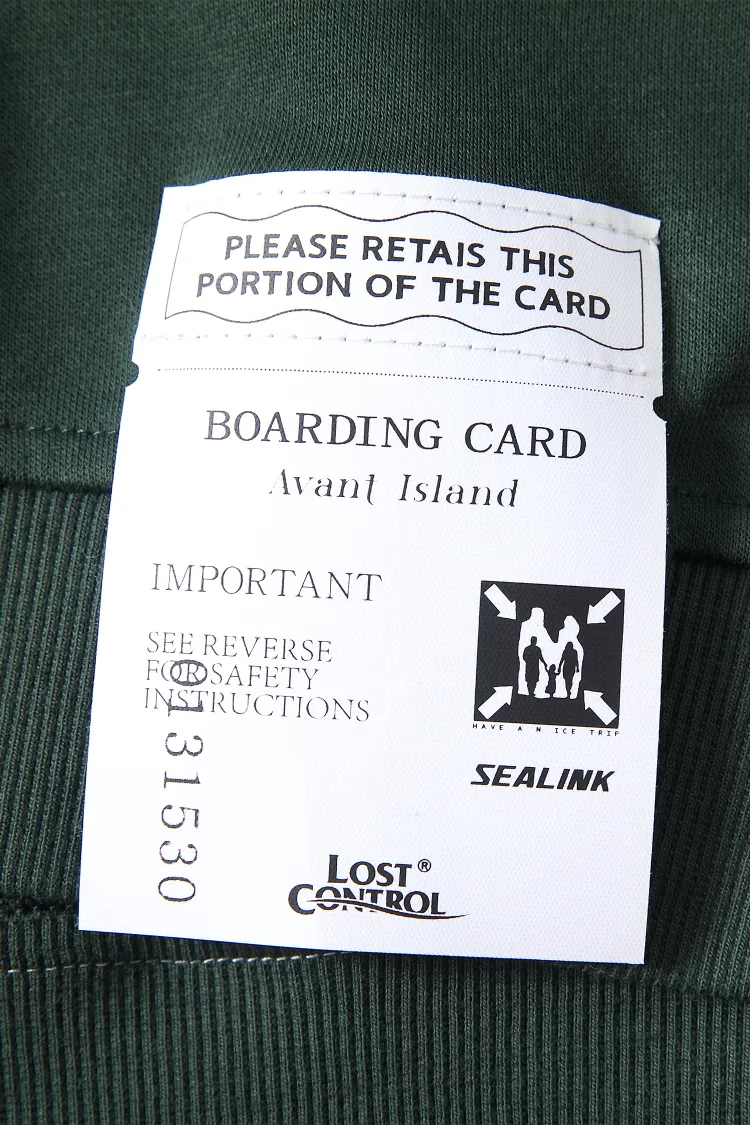 PLEASE RETAIS THIS
PORTION OF THE CARD
BOARDING CARD
Avant Island
IMPORTANT
SEE REVERSE
FOR SAFETY
INSTRUCTIONS
0131530
HAVE A N ICE TRIP
SEALINK
LOST®
CONTROL